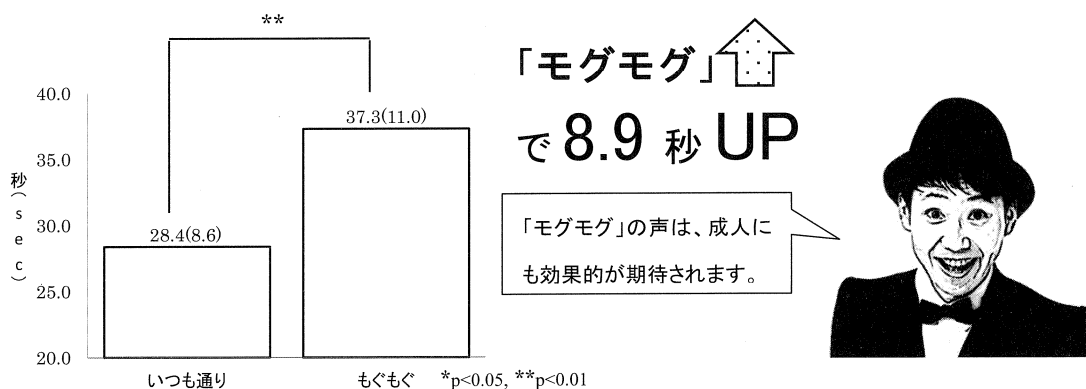 **
40.0
35.0
30.0
25.0
20.0
秒(sec)
28.4(8.6)
37.3(11.0)
いつも通り
もぐもぐ
*p<0.05, **p<0.01
「モグモグ」
で 8.9 秒 UP
「モグモグ」の声は、成人に
も効果的が期待されます。